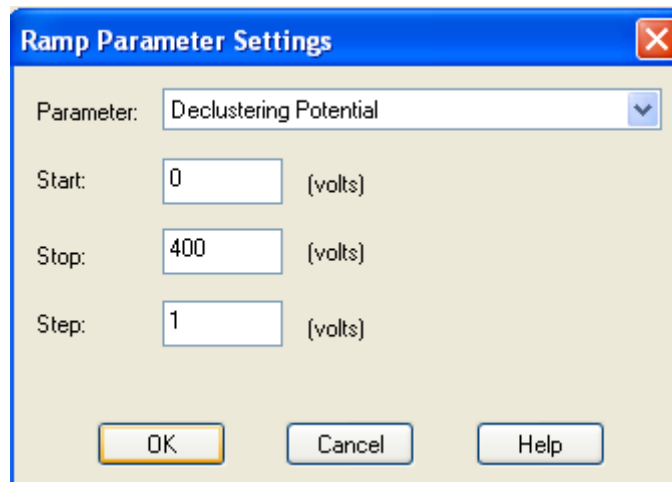 Ramp Parameter Settings
Parameter: Declustering Potential
Start: 0 (volts)
Stop: 400 (volts)
Step: 1 (volts)
OK Cancel Help